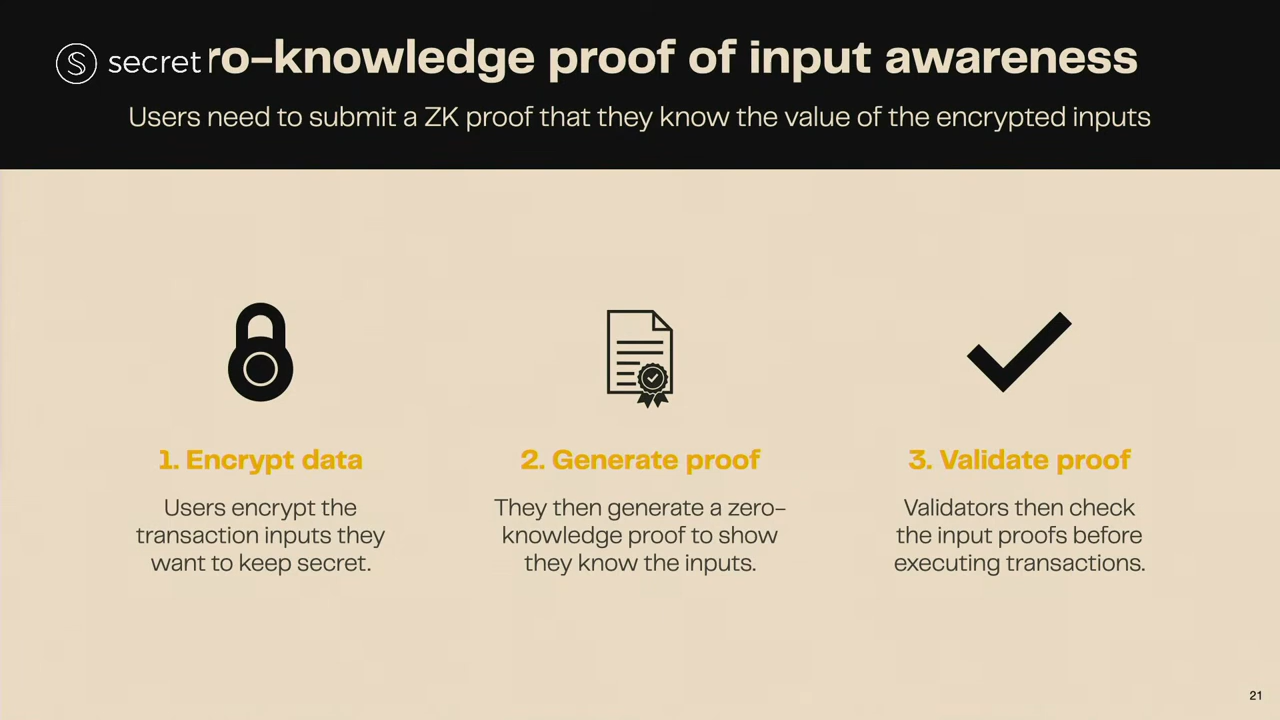 secret
ro-knowledge proof of input awareness
Users need to submit a ZK proof that they know the value of the encrypted inputs
1. Encrypt data
Users encrypt the
transaction inputs they
want to keep secret.
2. Generate proof
They then generate a zero-
knowledge proof to show
they know the inputs.
3. Validate proof
Validators then check
the input proofs before
executing transactions.
21